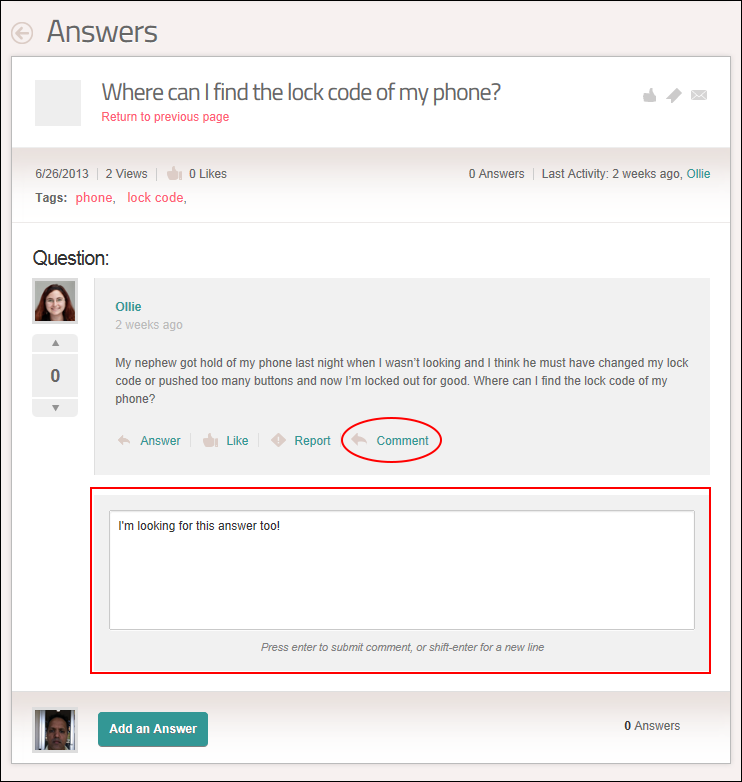 Answers
Where can I find the lock code of my phone?
Return to previous page
6/26/2013 2 Views 0 Likes 0 Answers Last Activity: 2 weeks ago, Ollie
Tags: phone, lock code,
Question:
Ollie
2 weeks ago
My nephew got hold of my phone last night when I wasn't looking and I think he must have changed my lock
code or pushed too many buttons and now I'm locked out for good. Where can I find the lock code of my
phone?
0
Answer Like Report Comment
I'm looking for this answer too!
Press enter to submit comment, or shift-enter for a new line
Add an Answer 0 Answers